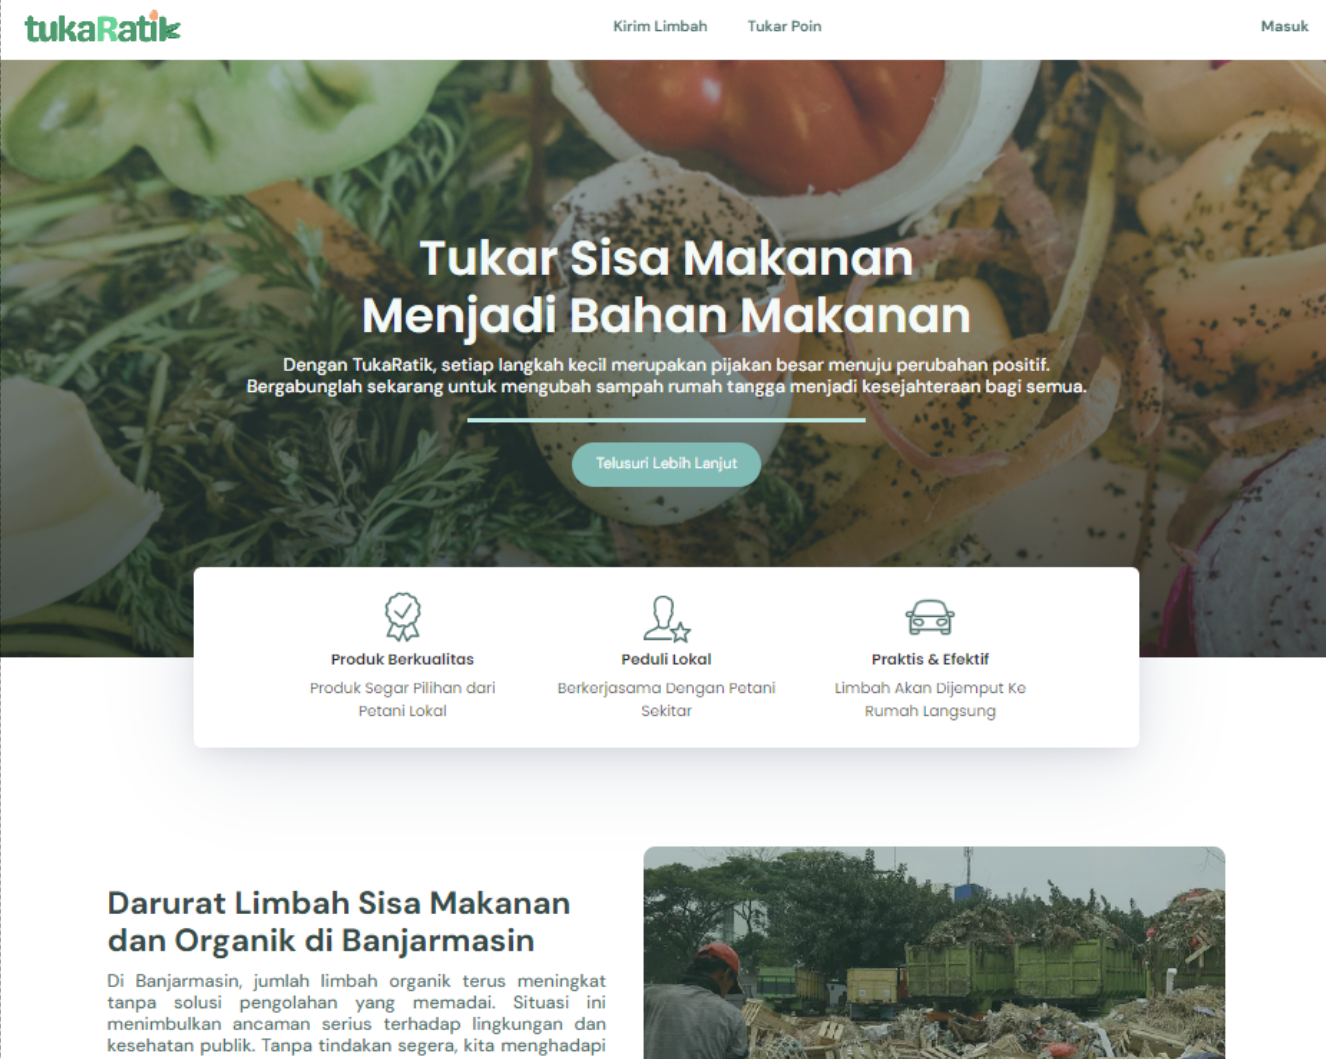 tukaRatik
Kirim Limbah
Tukar Poin
Masuk
Tukar Sisa Makanan
Menjadi Bahan Makanan
Dengan TukaRatik, setiap langkah kecil merupakan pijakan besar menuju perubahan positif.
Bergabunglah sekarang untuk mengubah sampah rumah tangga menjadi kesejahteraan bagi semua.
Telusuri Lebih Lanjut
Produk Berkualitas
Produk Segar Pilihan dari
Petani Lokal
Peduli Lokal
Berkerjasama Dengan Petani
Sekitar
Praktis & Efektif
Limbah Akan Dijemput Ke
Rumah Langsung
Darurat Limbah Sisa Makanan
dan Organik di Banjarmasin
Di Banjarmasin, jumlah limbah organik terus meningkat
tanpa solusi pengolahan yang memadai. Situasi ini
menimbulkan ancaman serius terhadap lingkungan dan
kesehatan publik. Tanpa tindakan segera, kita menghadapi